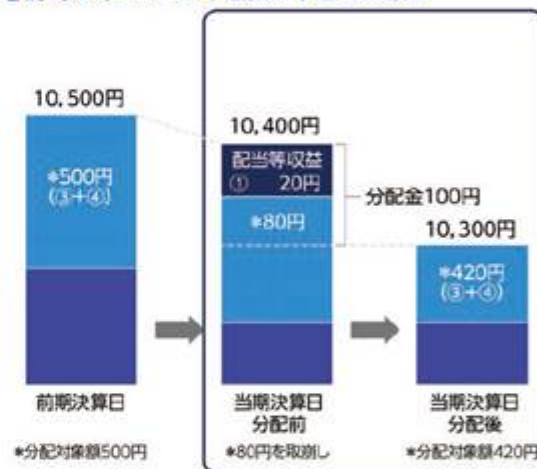 10,500円
*500円
(③+④)
前期決算日
*分配対象額500円
10,400円
配当等収益
① 20円
*80円
分配金100円
当期決算日
分配前
*80円を取崩し
10,300円
*420円
(③+④)
当期決算日
分配後
*分配対象額420円